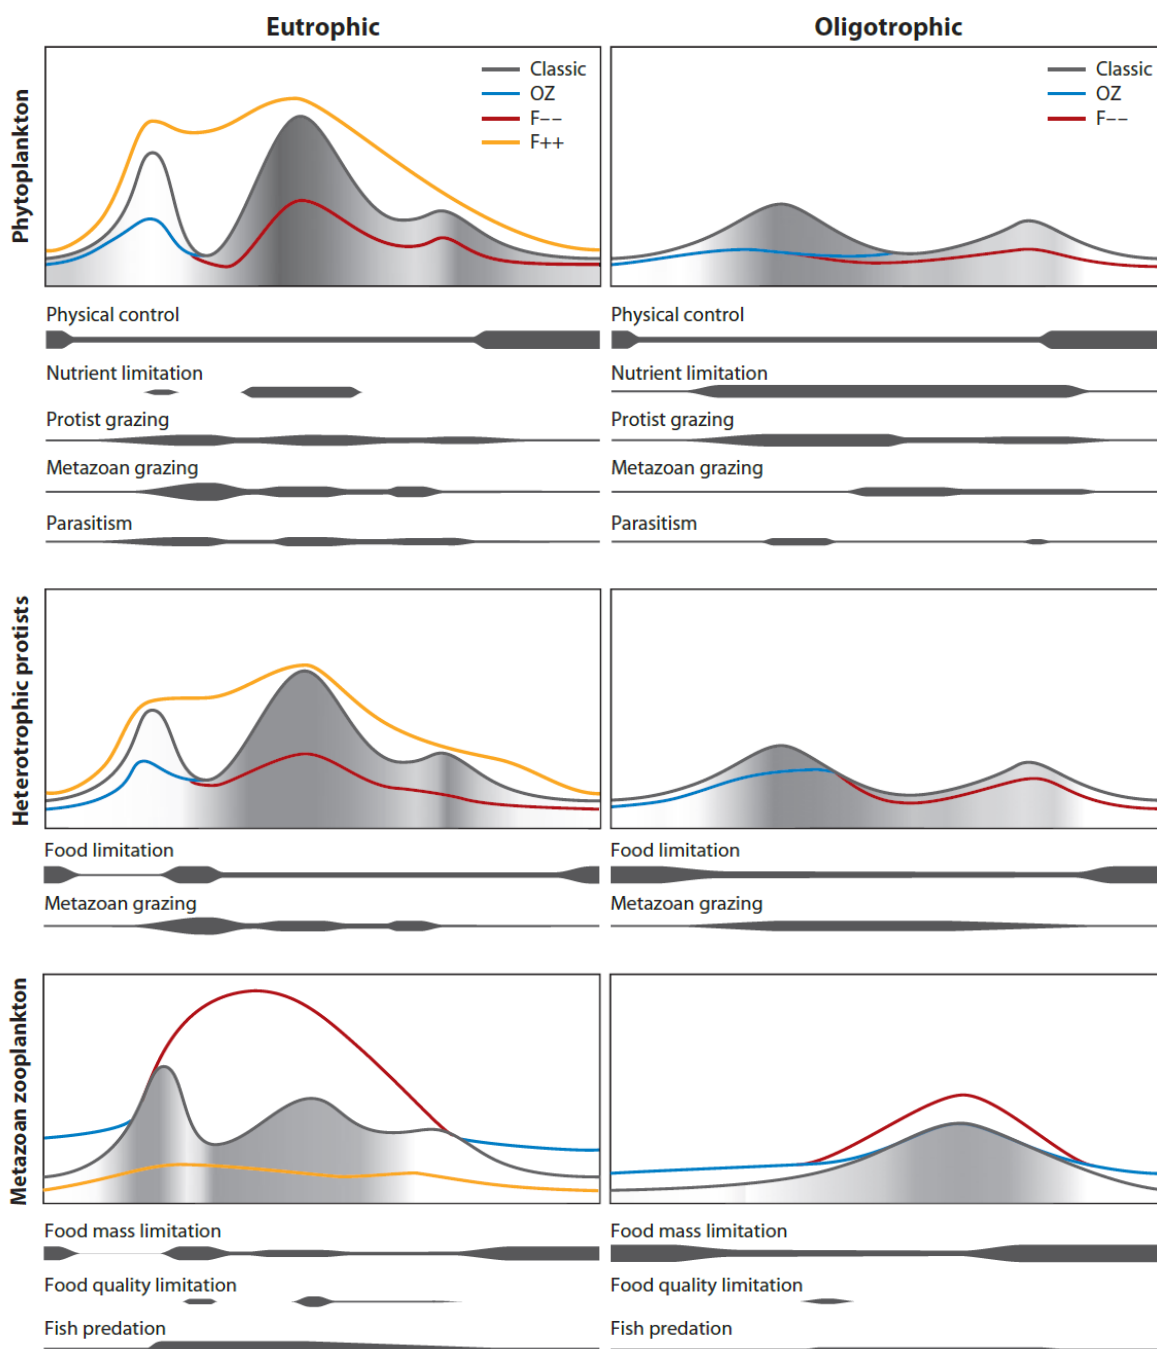 Eutrophic
Oligotrophic
Phytoplankton
Classic
OZ
F−−
F++
Classic
OZ
F−−
Physical control
Physical control
Nutrient limitation
Nutrient limitation
Protist grazing
Protist grazing
Metazoan grazing
Metazoan grazing
Parasitism
Parasitism
Heterotrophic protists
Food limitation
Food limitation
Metazoan grazing
Metazoan grazing
Metazoan zooplankton
Food mass limitation
Food mass limitation
Food quality limitation
Food quality limitation
Fish predation
Fish predation